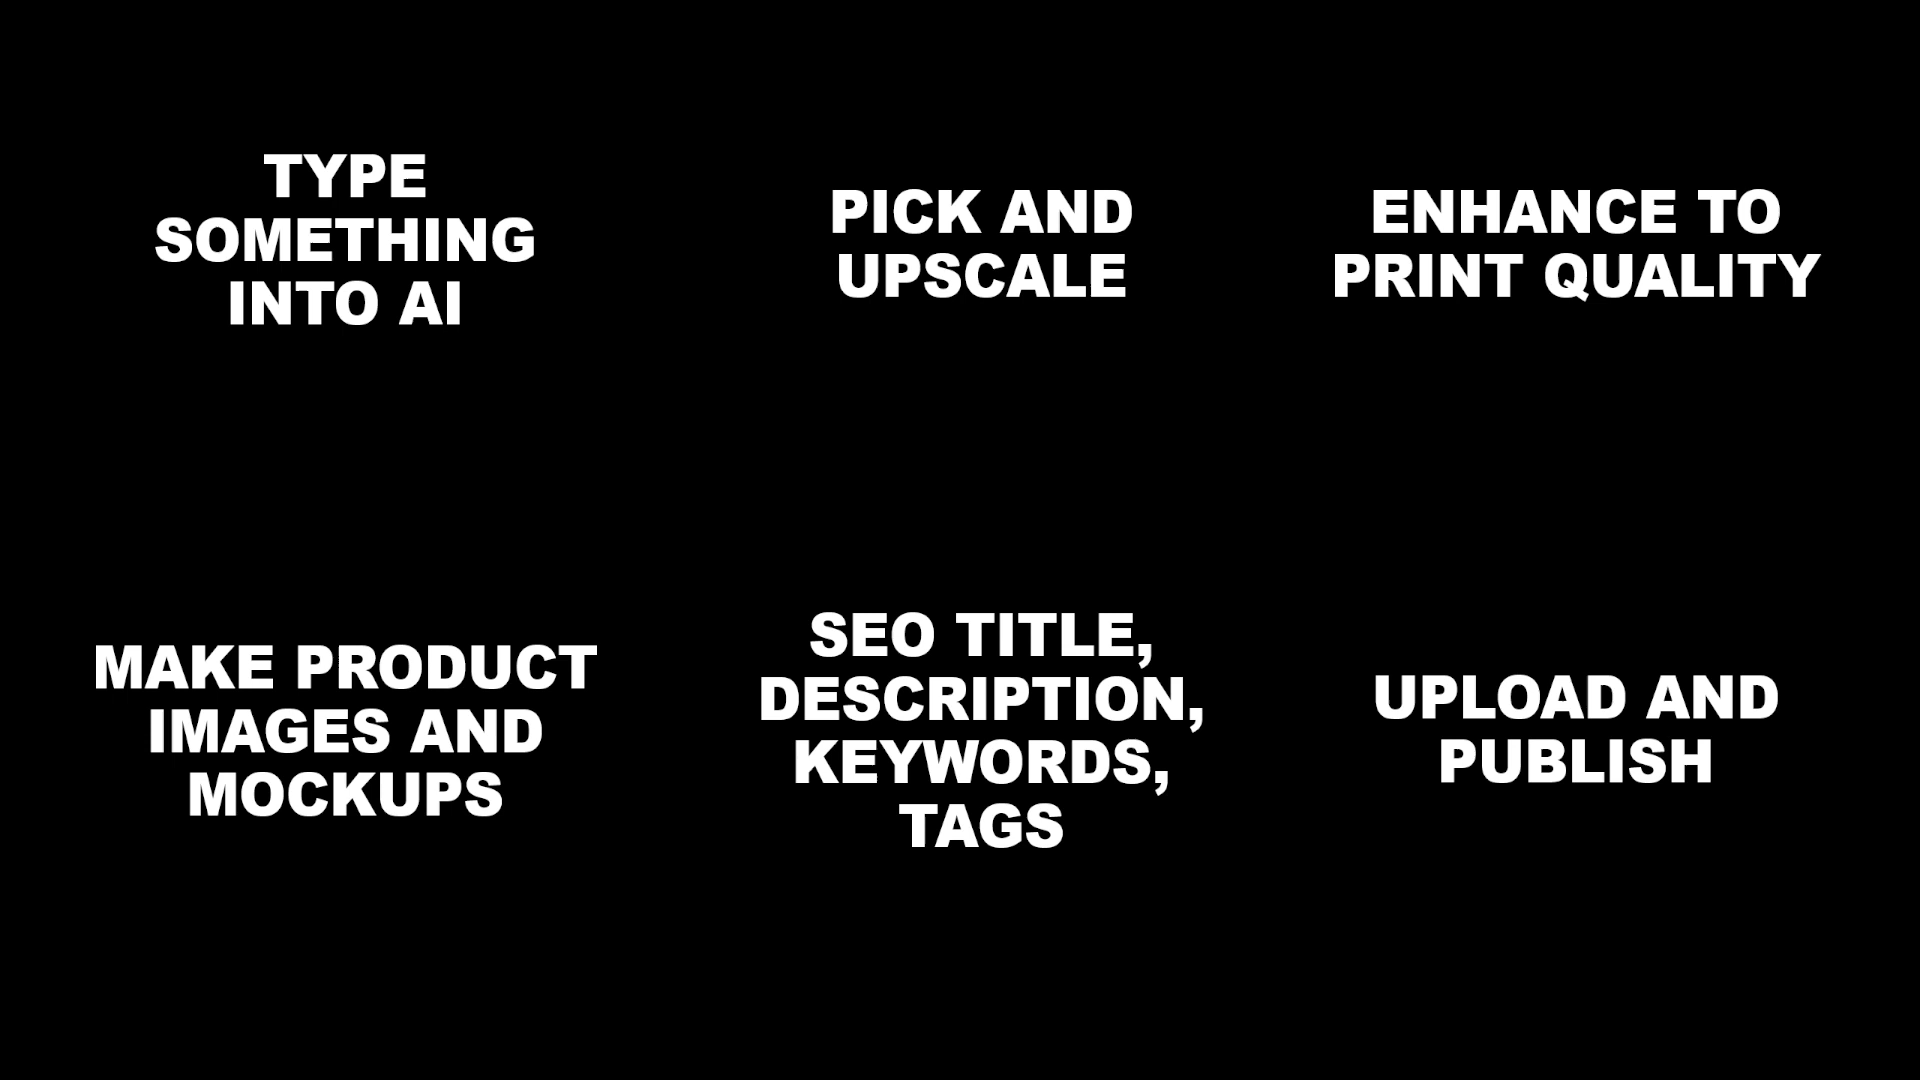 TYPE
SOMETHING
INTO AI
PICK AND
UPSCALE
ENHANCE TO
PRINT QUALITY
MAKE PRODUCT
IMAGES AND
MOCKUPS
SEO TITLE,
DESCRIPTION,
KEYWORDS,
TAGS
UPLOAD AND
PUBLISH